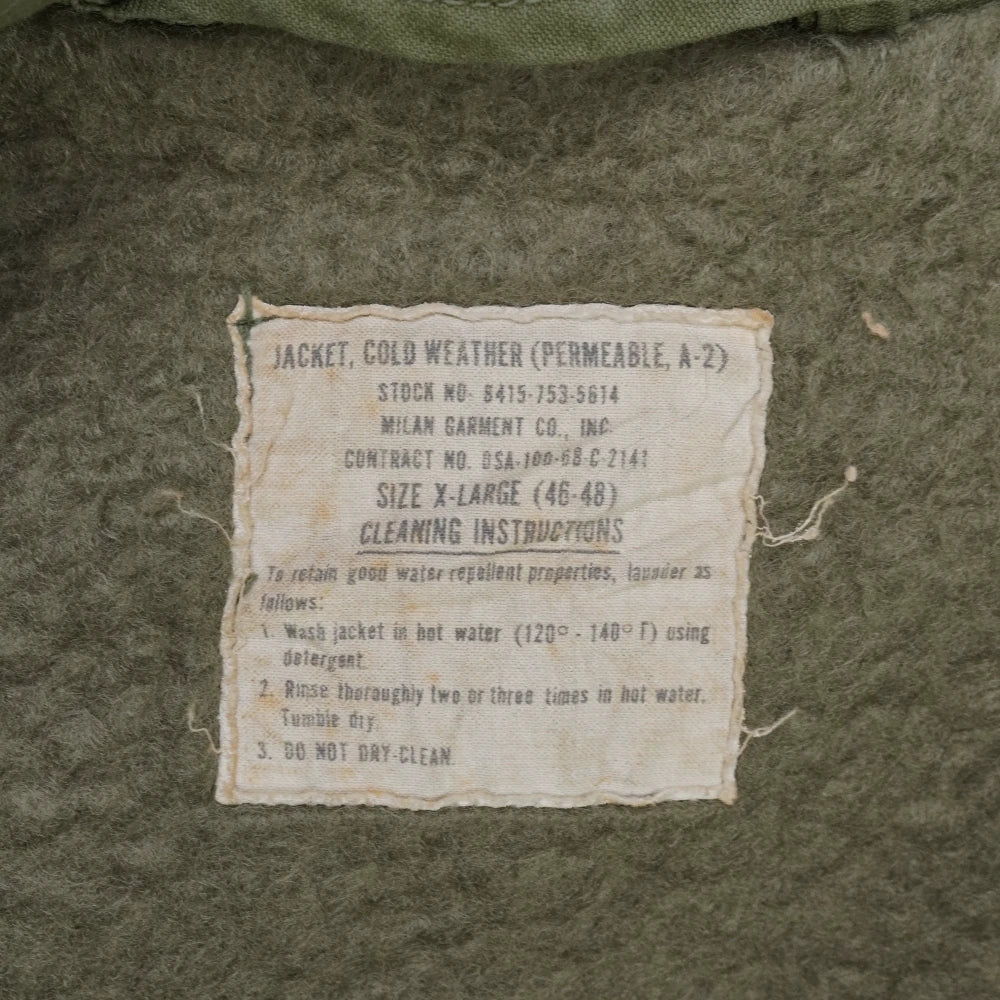 JACKET, COLD WEATHER (PERMEABLE, A-2)
STOCK NO- 8415-753-5614
MILAN GARMENT CO., INC.
CONTRACT NO. DSA-100-68-C-2141
SIZE X-LARGE (46-48)
CLEANING INSTRUCTIONS
To retain good water repellent properties, launder as
follows:
1. Wash jacket in hot water (120° - 140° F) using
detergent.
2. Rinse thoroughly two or three times in hot water.
Tumble dry.
3. DO NOT DRY-CLEAN.